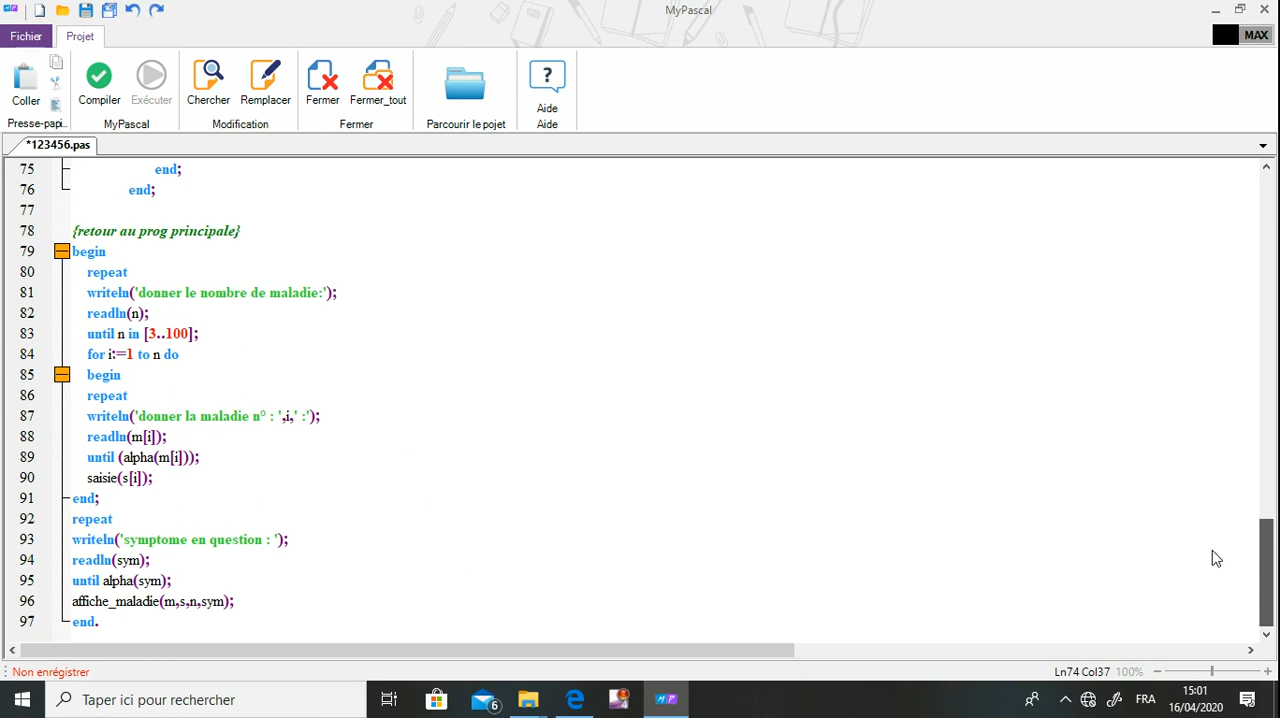 MyPascal
Fichier
Projet
MAX
Coller
Compiler
Exécuter
Chercher
Remplacer
Fermer
Fermer_tout
Parcourir le pojet
Aide
Presse-papi...
MyPascal
Modification
Fermer
Aide
*123456.pas
75 end;
76 end;
77
78 {retour au prog principale}
79 begin
80 repeat
81 writeln('donner le nombre de maladie:');
82 readln(n);
83 until n in [3..100];
84 for i:=1 to n do
85 begin
86 repeat
87 writeln('donner la maladie n° : ',i,' :');
88 readln(m[i]);
89 until (alpha(m[i]));
90 saisie(s[i]);
91 end;
92 repeat
93 writeln('symptome en question : ');
94 readln(sym);
95 until alpha(sym);
96 affiche_maladie(m,s,n,sym);
97 end.
Non enregistrer
Ln74 Col37 100%
Taper ici pour rechercher
6
FRA
15:01
16/04/2020